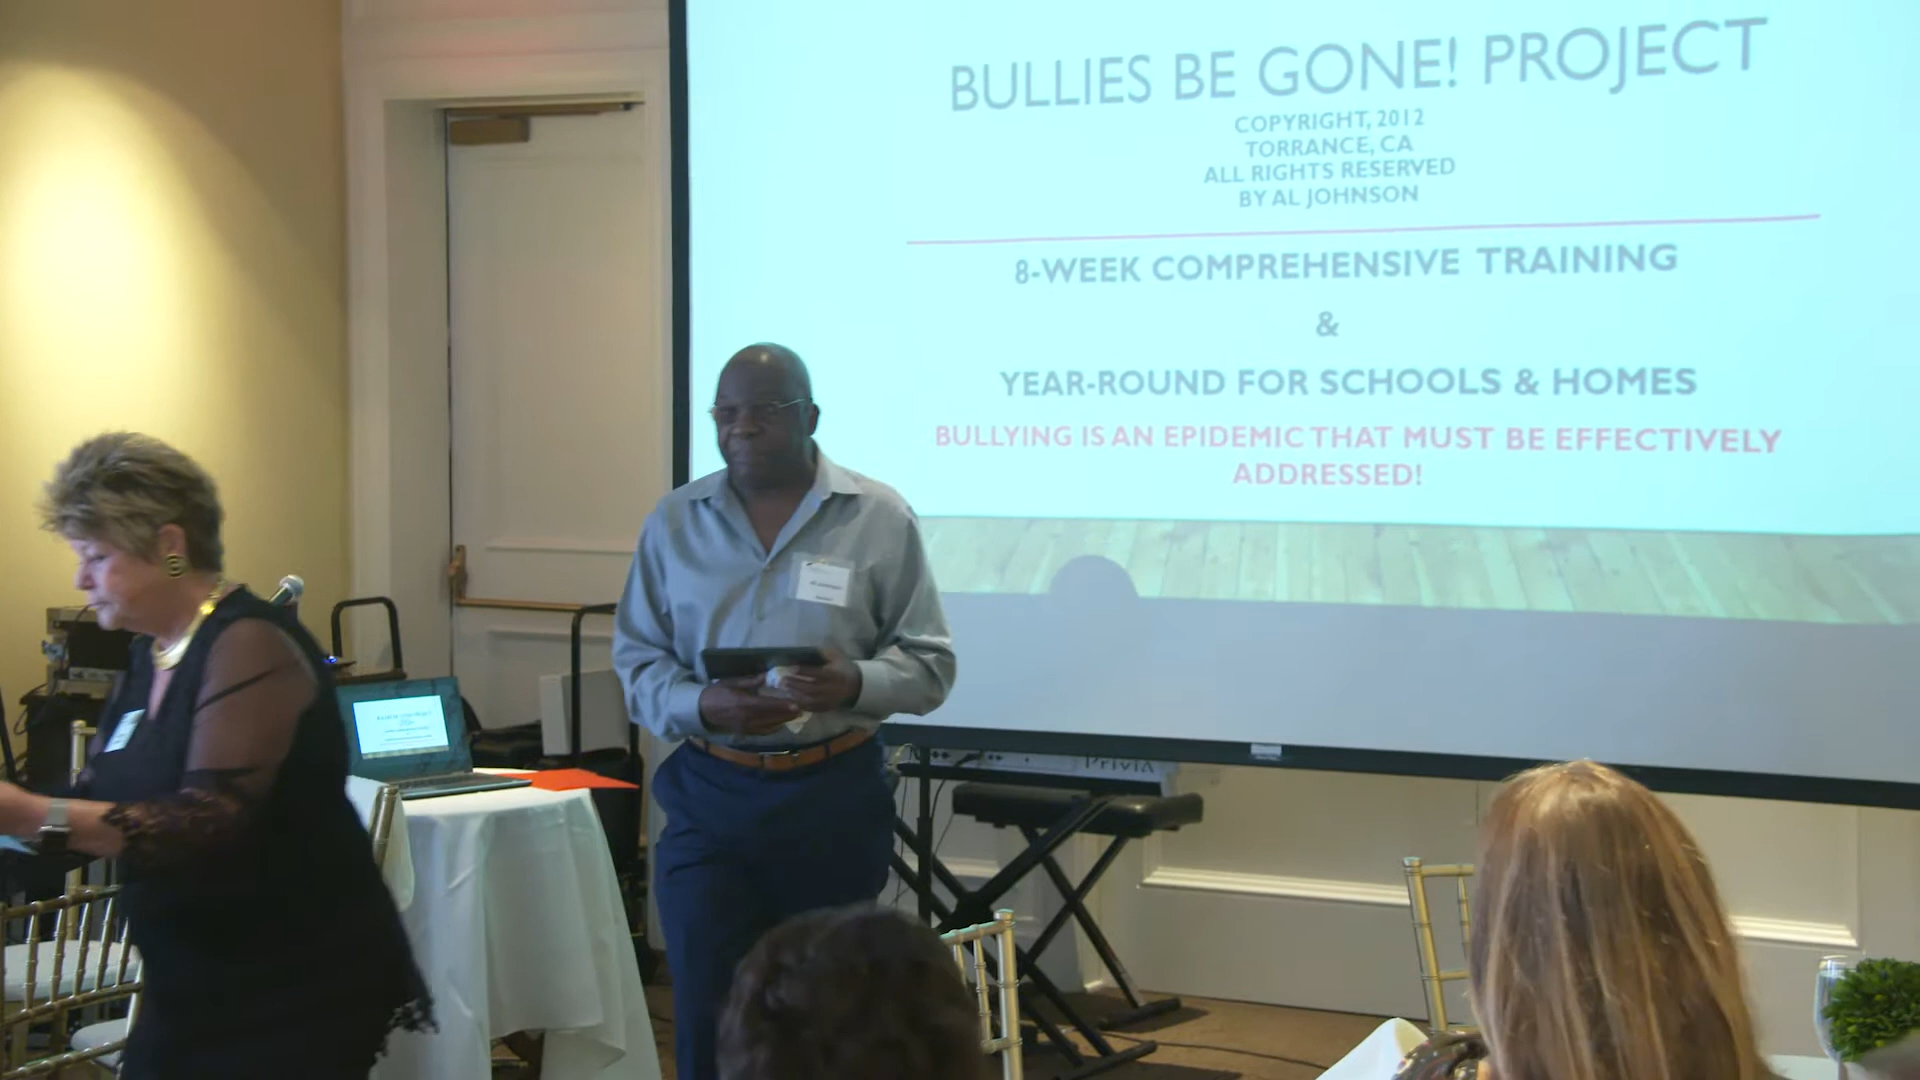 BULLIES BE GONE! PROJECT
COPYRIGHT, 2012
TORRANCE, CA
ALL RIGHTS RESERVED
BY AL JOHNSON
8-WEEK COMPREHENSIVE TRAINING
&
YEAR-ROUND FOR SCHOOLS & HOMES
BULLYING IS AN EPIDEMIC THAT MUST BE EFFECTIVELY
ADDRESSED!
PriviA